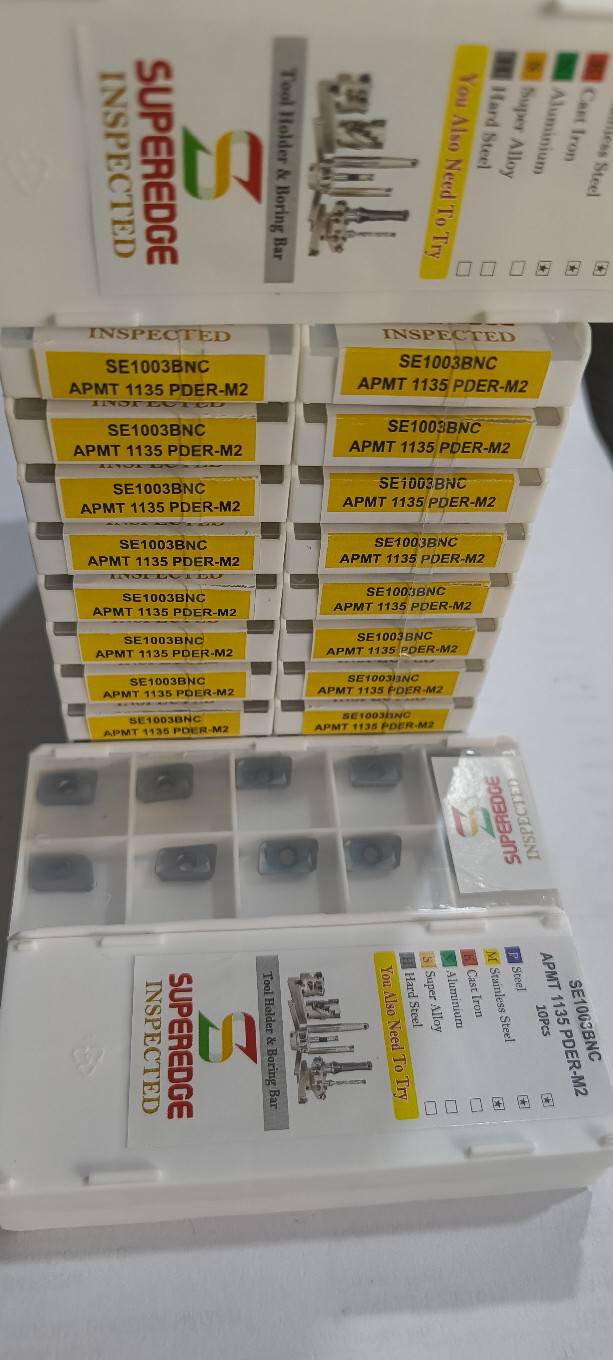 SUPEREDGE
INSPECTED
Tool Holder & Boring Bar
You Also Need To Try
Steel
Cast Iron
Aluminium
S Super Alloy
H Hard Steel
INSPECTED
SE1003BNC
APMT 1135 PDER-M2
INSPECTED
SE1003BNC
APMT 1135 PDER-M2
INSPECTED
SE1003BNC
APMT 1135 PDER-M2
SE1003BNC
APMT 1135 PDER-M2
INSPECTED
SE1003BNC
APMT 1135 PDER-M2
SE1003BNC
APMT 1135 PDER-M2
INSPECTED
SE1003BNC
APMT 1135 PDER-M2
SE1003BNC
APMT 1135 PDER-M2
INSPECTED
SE1003BNC
APMT 1135 PDER-M2
SE1003BNC
APMT 1135 PDER-M2
SE1003BNC
APMT 1135 PDER-M2
SE1003BNC
APMT 1135 PDER-M2
SE1003BNC
APMT 1135 PDER-M2
SE1003BNC
APMT 1135 PDER-M2
SE1003BNC
APMT 1135 PDER-M2
SE1003BNC
APMT 1135 PDER-M2
SUPEREDGE
INSPECTED
SE1003BNC
APMT 1135 PDER-M2
10Pcs
P Steel
M Stainless Steel
K Cast Iron
N Aluminium
S Super Alloy
H Hard Steel
You Also Need To Try
Tool Holder & Boring Bar
SUPEREDGE
INSPECTED